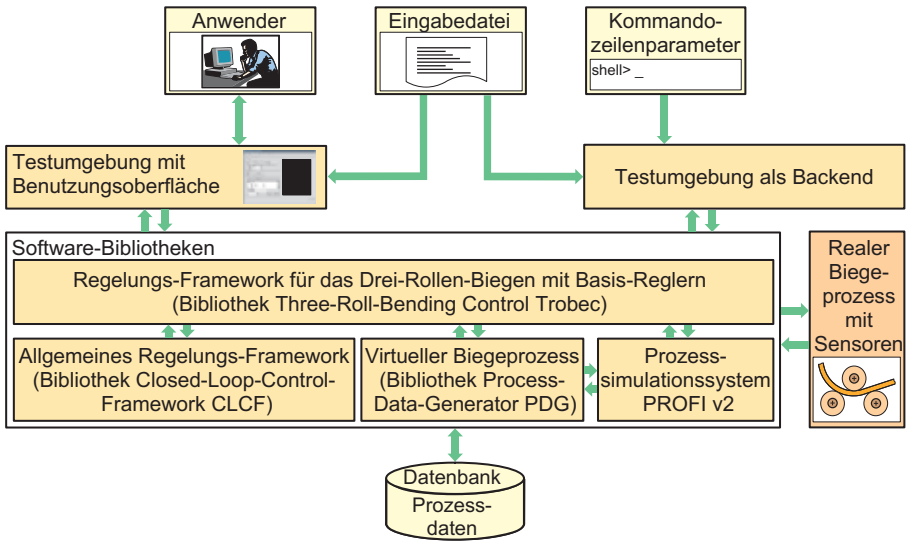 Anwender
Eingabedatei
Kommando-
zeilenparameter
shell> _
Testumgebung mit
Benutzungsoberfläche
Testumgebung als Backend
Software-Bibliotheken
Regelungs-Framework für das Drei-Rollen-Biegen mit Basis-Reglern
(Bibliothek Three-Roll-Bending Control Trobec)
Allgemeines Regelungs-Framework
(Bibliothek Closed-Loop-Control-
Framework CLCF)
Virtueller Biegeprozess
(Bibliothek Process-
Data-Generator PDG)
Prozess-
simulationssystem
PROFI v2
Realer
Biege-
prozess
mit
Sensoren
Datenbank
Prozess-
daten